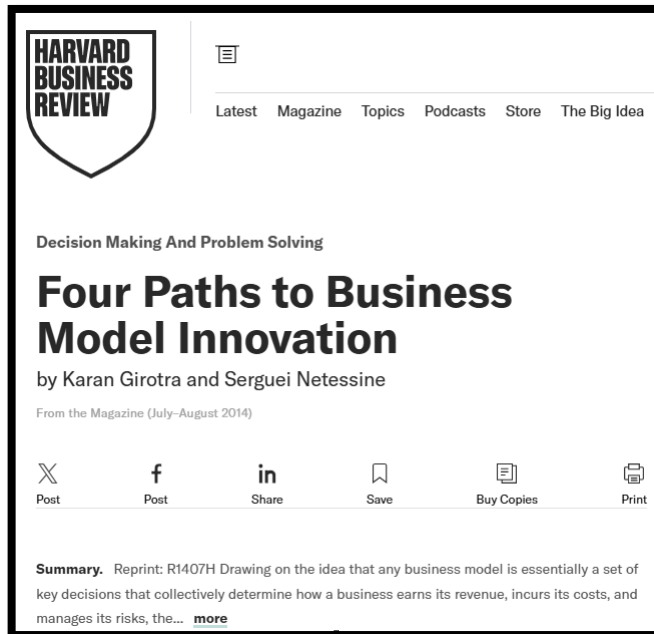 HARVARD
BUSINESS
REVIEW
Latest Magazine Topics Podcasts Store The Big Idea
Decision Making And Problem Solving
Four Paths to Business
Model Innovation
by Karan Girotra and Serguei Netessine
From the Magazine (July–August 2014)
Post Post Share Save Buy Copies Print
Summary. Reprint: R1407H Drawing on the idea that any business model is essentially a set of
key decisions that collectively determine how a business earns its revenue, incurs its costs, and
manages its risks, the... more